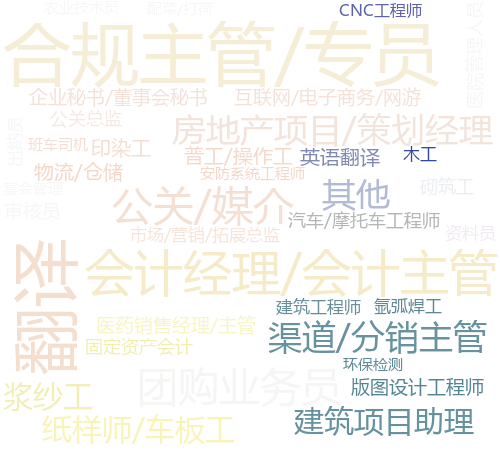 农业技术员
配菜/打荷
CNC工程师
合规主管/专员
企业秘书/董事会秘书
互联网/电子商务/网游
公关总监
房地产项目/策划经理
班车司机
印染工
普工/操作工
英语翻译
木工
物流/仓储
安防系统工程师
其他
砌筑工
宴会管理
审核员
公关/媒介
汽车/摩托车工程师
市场/营销/拓展总监
资料员
翻译
会计经理/会计主管
建筑工程师
氩弧焊工
医药销售经理/主管
渠道/分销主管
固定资产会计
环保检测
浆纱工
团购业务员
版图设计工程师
纸样师/车板工
建筑项目助理